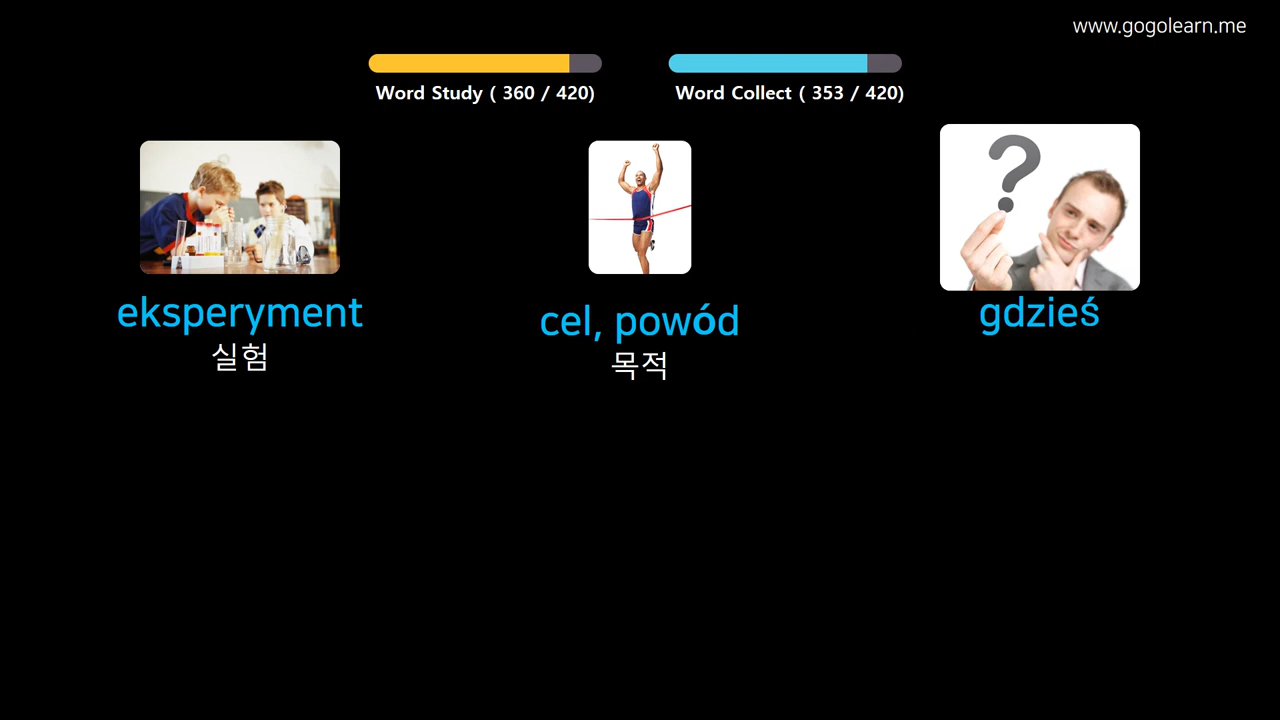 www.gogolearn.me
Word Study ( 360 / 420)
Word Collect ( 353 / 420)
eksperyment
실험
cel, powód
목적
gdzieś